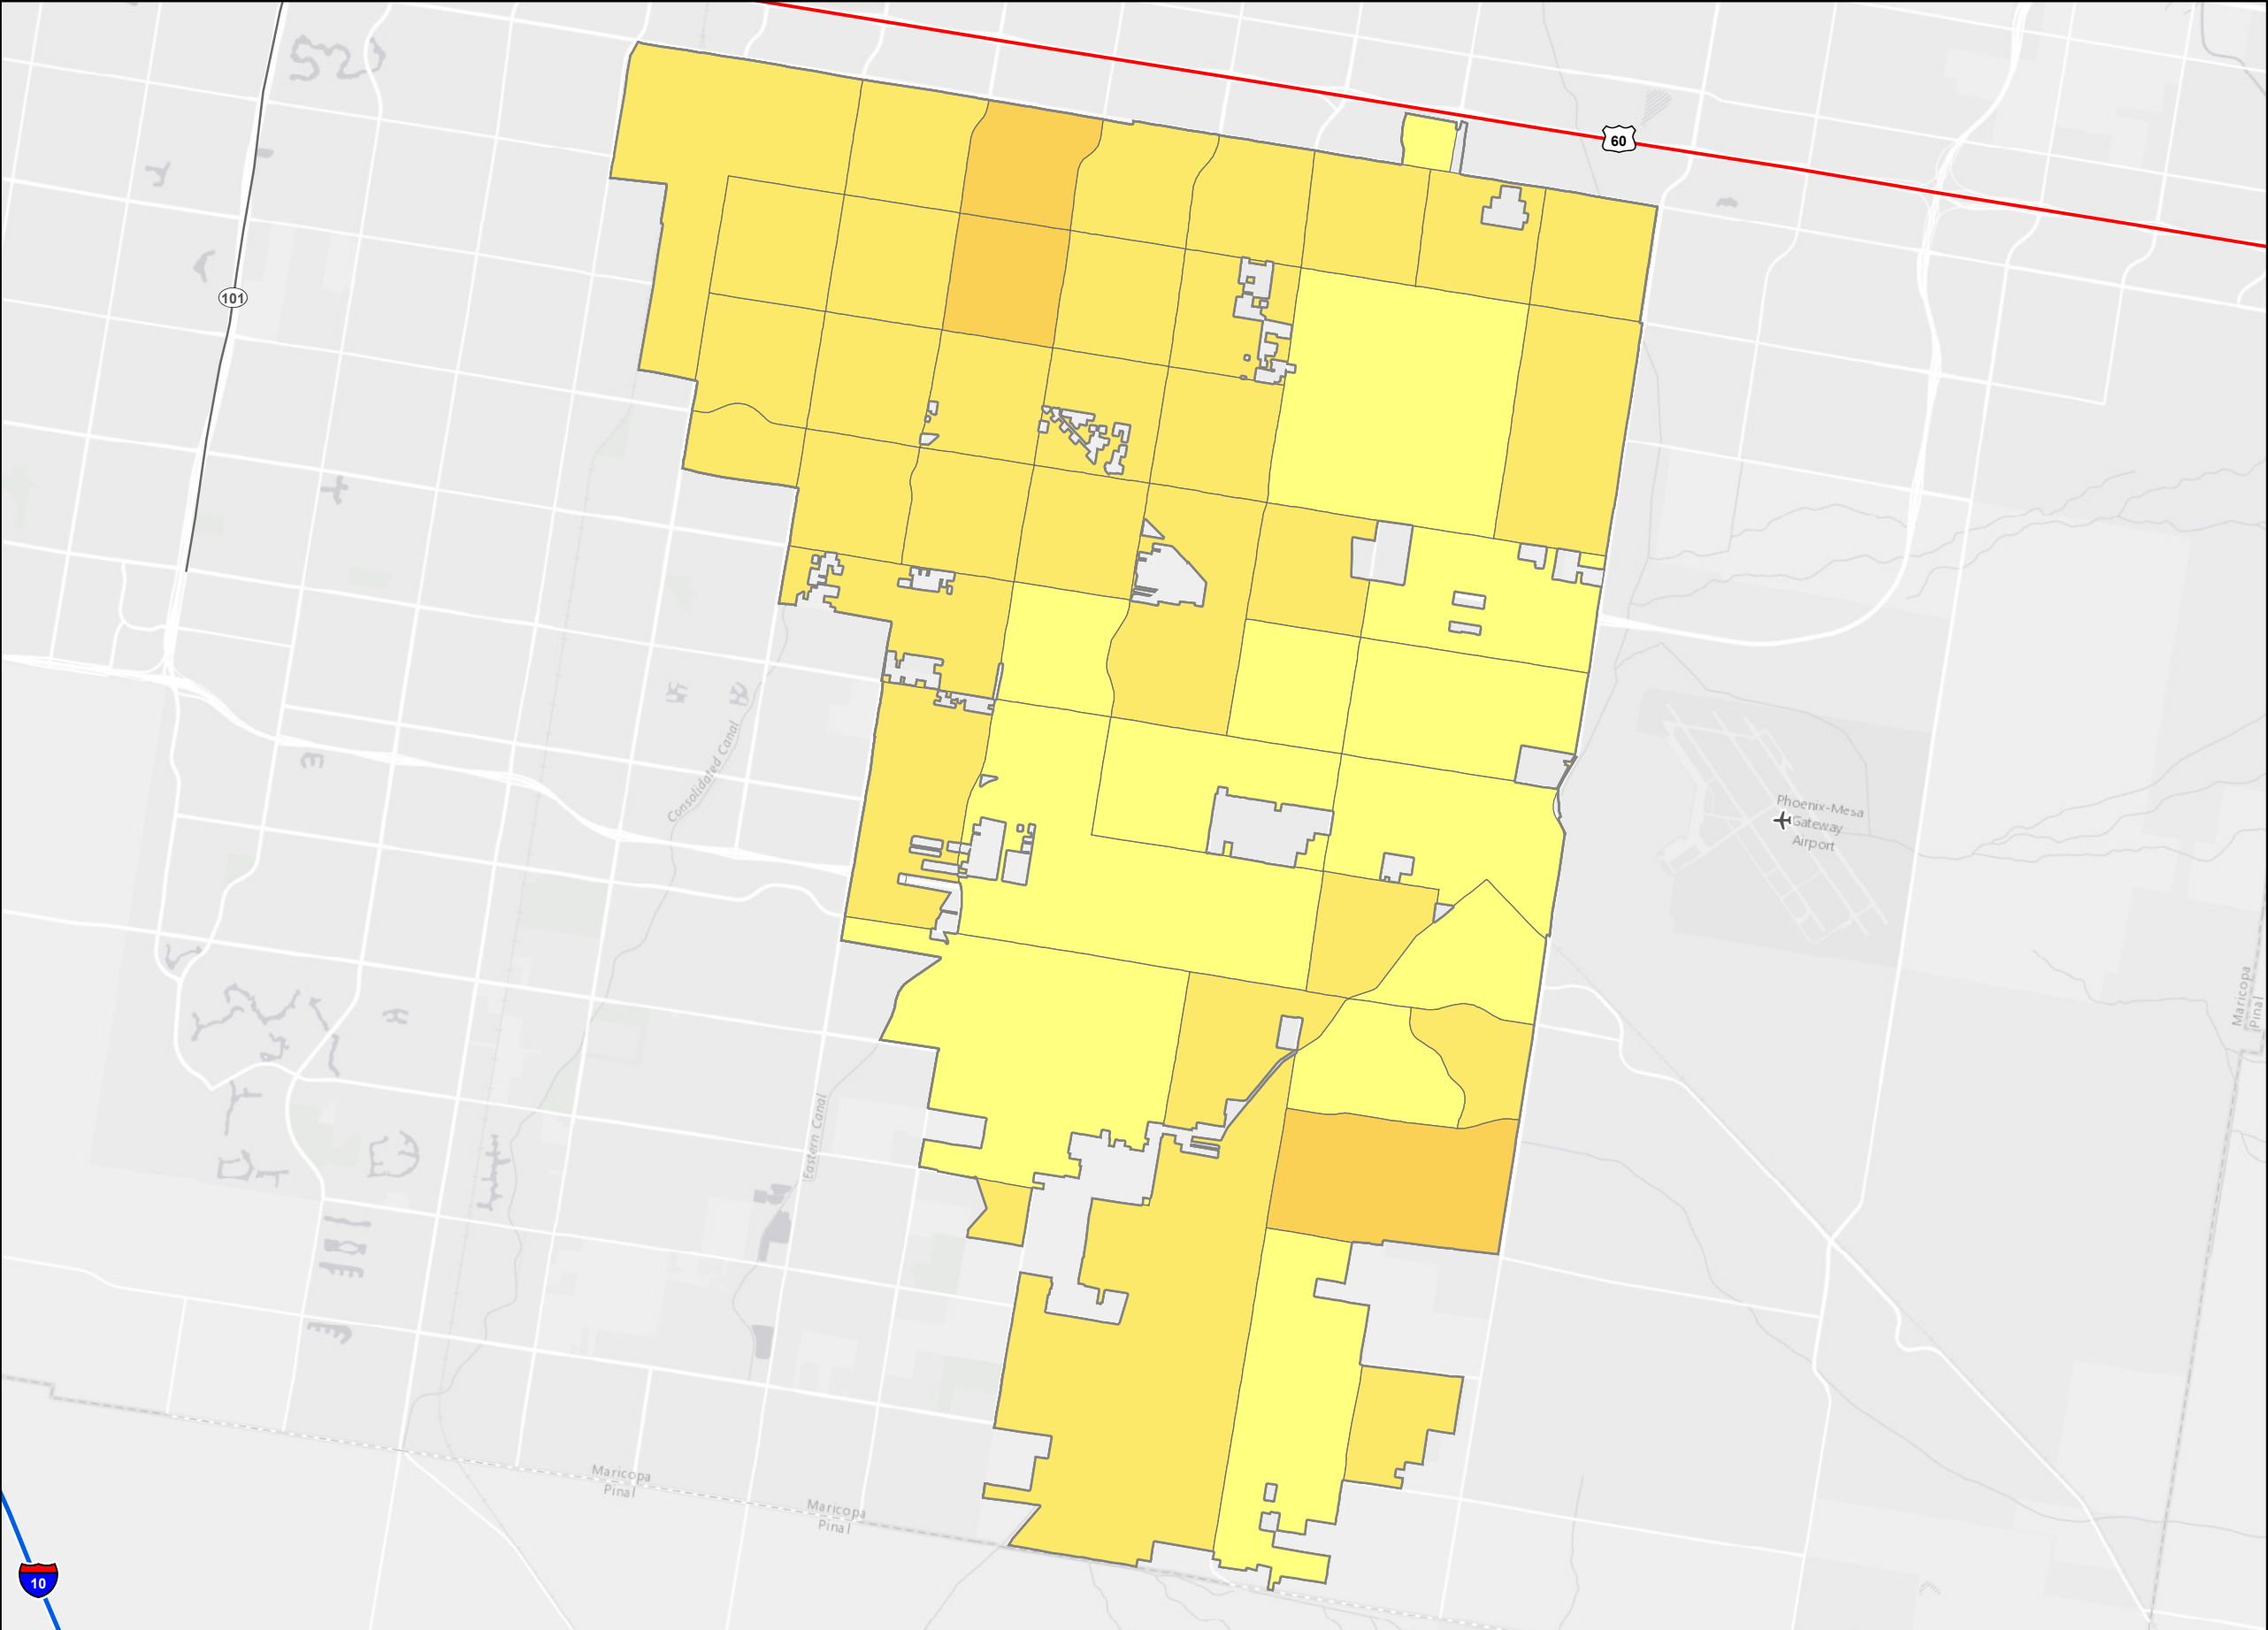 60
101
Consolidated Canal
Phoenix-Mesa
Gateway
Airport
Maricopa
Pinal
Eastern Canal
Maricopa
Pinal
Maricopa
Pinal
10